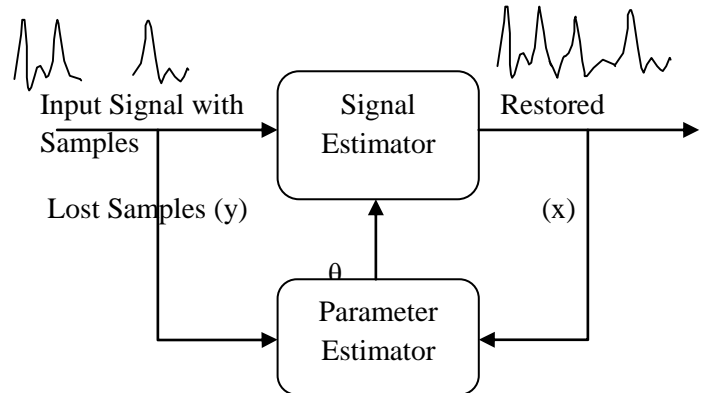 Input Signal with
Samples
Lost Samples (y)
Signal
Estimator
Restored
(x)
θ
Parameter
Estimator